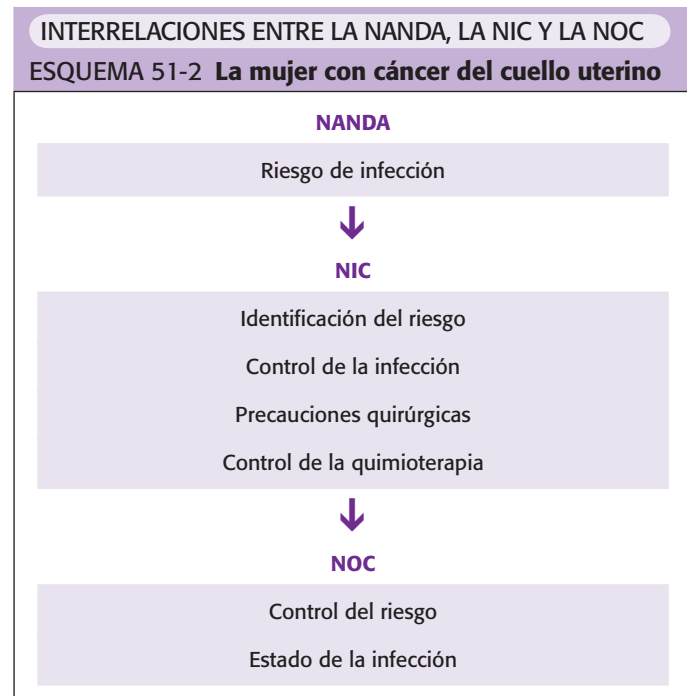 INTERRELACIONES ENTRE LA NANDA, LA NIC Y LA NOC
ESQUEMA 51-2 La mujer con cáncer del cuello uterino
NANDA
Riesgo de infección
NIC
Identificación del riesgo
Control de la infección
Precauciones quirúrgicas
Control de la quimioterapia
NOC
Control del riesgo
Estado de la infección